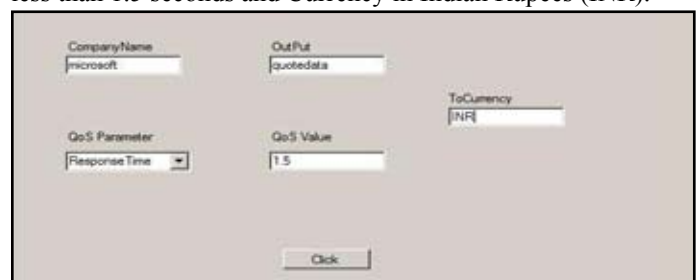 less than 1.5 seconds and Currency in Indian Rupees (INR).
CompanyName OutPut
microsoft quotedata
ToCurrency
INR
QoS Parameter QoS Value
ResponseTime 1.5
Click